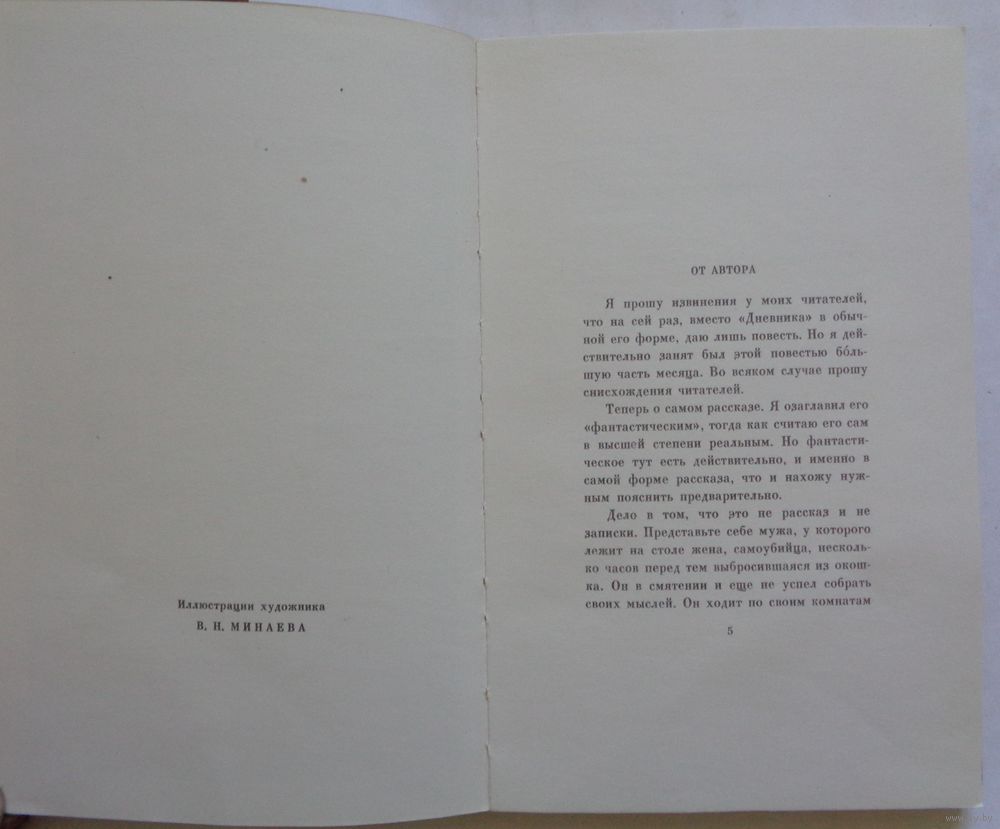 Иллюстрации художника
В. Н. МИНАЕВА
ОТ АВТОРА
Я прошу извинения у моих читателей,
что на сей раз, вместо «Дневника» в обыч-
ной его форме, даю лишь повесть. Но я дей-
ствительно занят был этой повестью бо́ль-
шую часть месяца. Во всяком случае прошу
снисхождения читателей.
Теперь о самом рассказе. Я озаглавил его
«фантастическим», тогда как считаю его сам
в высшей степени реальным. Но фантасти-
ческое тут есть действительно, и именно в
самой форме рассказа, что и нахожу нуж-
ным пояснить предварительно.
Дело в том, что это не рассказ и не
записки. Представьте себе мужа, у которого
лежит на столе жена, самоубийца, несколь-
ко часов перед тем выбросившаяся из окош-
ка. Он в смятении и еще не успел собрать
своих мыслей. Он ходит по своим комнатам
5